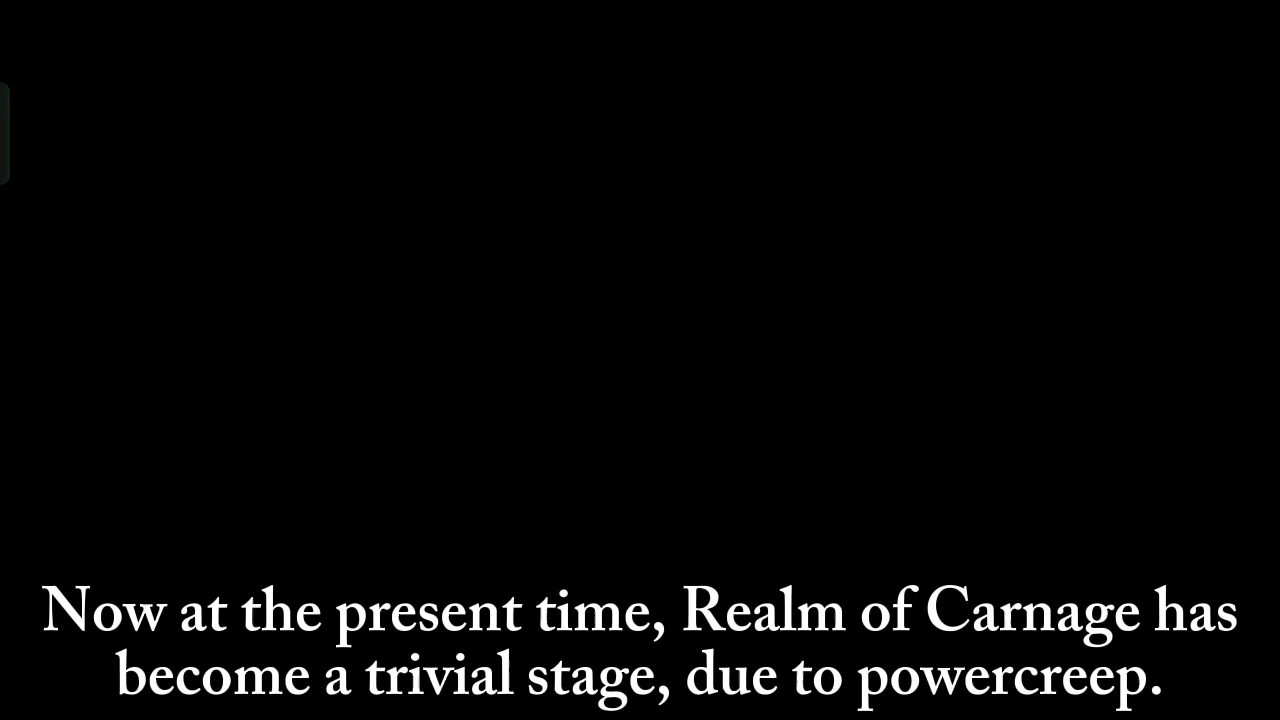 Now at the present time, Realm of Carnage has
become a trivial stage, due to powercreep.